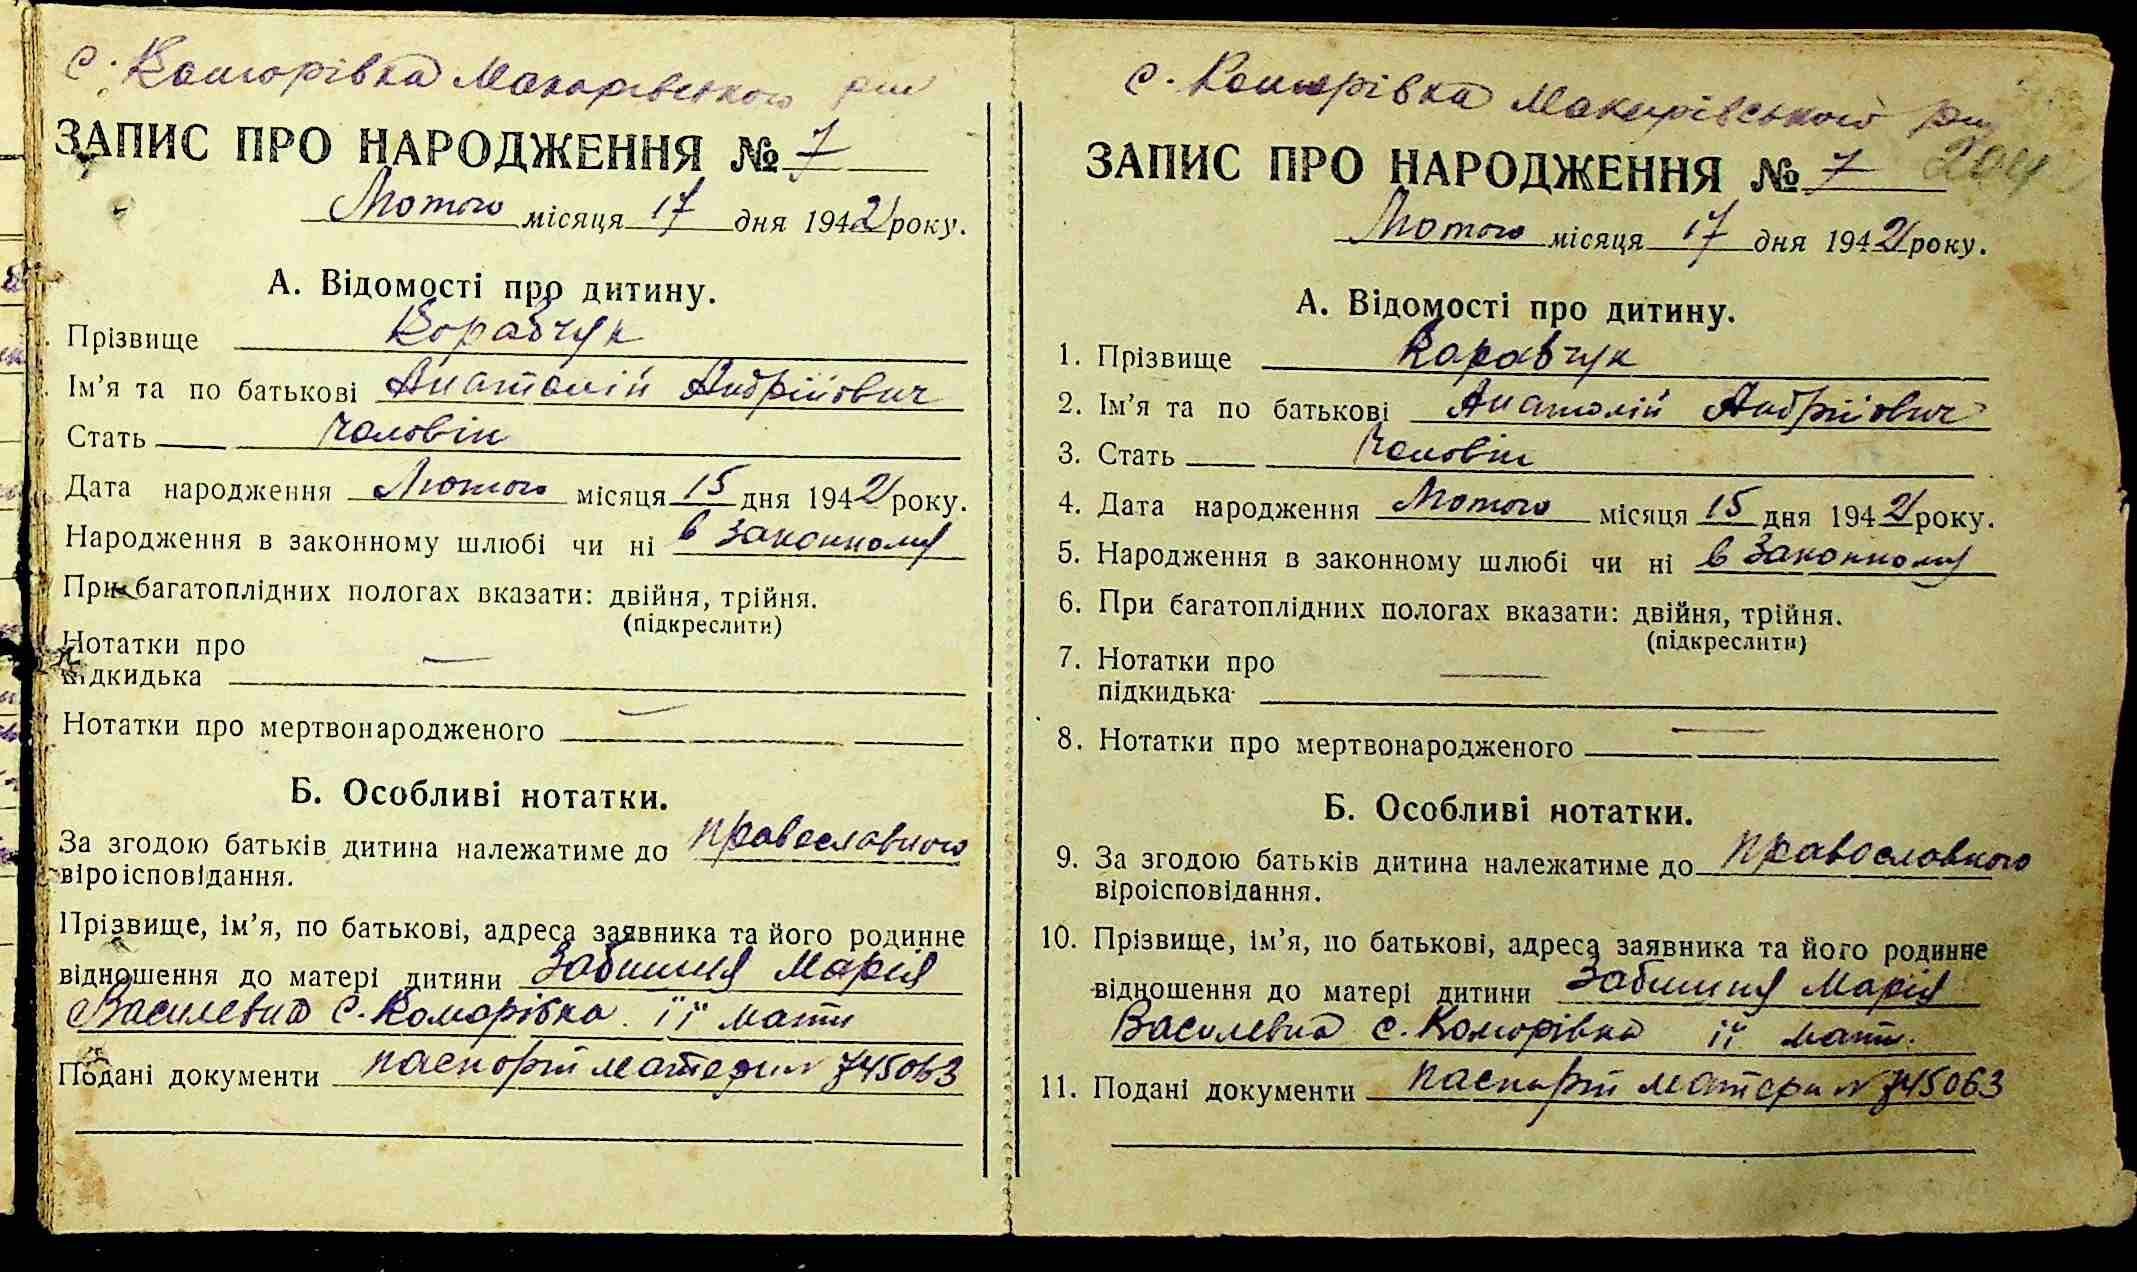 с. Коморівка Макарівського р-ну
ЗАПИС ПРО НАРОДЖЕННЯ № 7
Лютого місяця 17 дня 1942 року.
А. Відомості про дитину.
Прізвище Коравчук
Ім’я та по батькові Анатолій Андрійович
Стать Чоловік
Дата народження Лютого місяця 15 дня 1942 року.
Народження в законному шлюбі чи ні в законному
При багатоплідних пологах вказати: двійня, трійня.
(підкреслити)
Нотатки про
підкидька —
Нотатки про мертвонародженого —
Б. Особливі нотатки.
За згодою батьків дитина належатиме до православного
віроісповідання.
Прізвище, ім’я, по батькові, адреса заявника та його родинне
відношення до матері дитини Марія
Василевна с. Коморівка її мати
Подані документи паспорт матери № 745063
с. Коморівка Макарівського р-ну
ЗАПИС ПРО НАРОДЖЕННЯ № 7
Лютого місяця 17 дня 1942 року.
А. Відомості про дитину.
1. Прізвище Коравчук
2. Ім’я та по батькові Анатолій Андрійович
3. Стать Чоловік
4. Дата народження Лютого місяця 15 дня 1942 року.
5. Народження в законному шлюбі чи ні в законному
6. При багатоплідних пологах вказати: двійня, трійня.
(підкреслити)
7. Нотатки про
підкидька —
8. Нотатки про мертвонародженого —
Б. Особливі нотатки.
9. За згодою батьків дитина належатиме до православного
віроісповідання.
10. Прізвище, ім’я, по батькові, адреса заявника та його родинне
відношення до матері дитини Марія
Василевна с. Коморівка її мати.
11. Подані документи паспорт матери № 745063